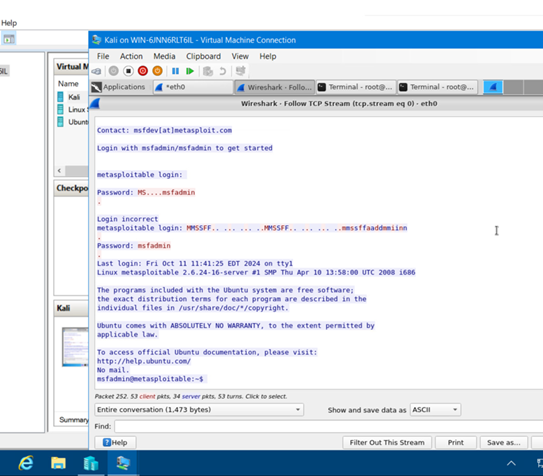 Help
Kali on WIN-6JNN6RLT6IL - Virtual Machine Connection
File Action Media Clipboard View Help
Applications
*eth0
Wireshark - Follo...
Terminal - root@...
Terminal - root@...
Wireshark - Follow TCP Stream (tcp.stream eq 0) - eth0
Virtual M
Name
Kali
Linux
Ubunt
Checkpo
Kali
Summary
Contact: msfdev[at]metasploit.com
Login with msfadmin/msfadmin to get started
metasploitable login:
Password: MS....msfadmin
.
Login incorrect
metasploitable login: MMSSFF.. ... ... ..MMSSFF.. ... ... ..mmssffaaddmmiinn
.
Password: msfadmin
.
Last login: Fri Oct 11 11:41:25 EDT 2024 on tty1
Linux metasploitable 2.6.24-16-server #1 SMP Thu Apr 10 13:58:00 UTC 2008 i686
The programs included with the Ubuntu system are free software;
the exact distribution terms for each program are described in the
individual files in /usr/share/doc/*/copyright.
Ubuntu comes with ABSOLUTELY NO WARRANTY, to the extent permitted by
applicable law.
To access official Ubuntu documentation, please visit:
http://help.ubuntu.com/
No mail.
msfadmin@metasploitable:~$
Packet 252. 53 client pkts, 34 server pkts, 53 turns. Click to select.
Entire conversation (1,473 bytes)
Show and save data as ASCII
Find:
Help
Filter Out This Stream
Print
Save as...